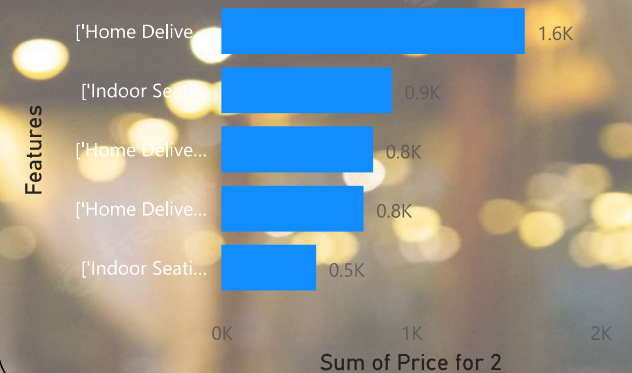 ['Home Delive...
1.6K
['Indoor Seati...
0.9K
['Home Delive...
0.8K
['Home Delive...
0.8K
['Indoor Seati...
0.5K
Features
0K 1K 2K
Sum of Price for 2